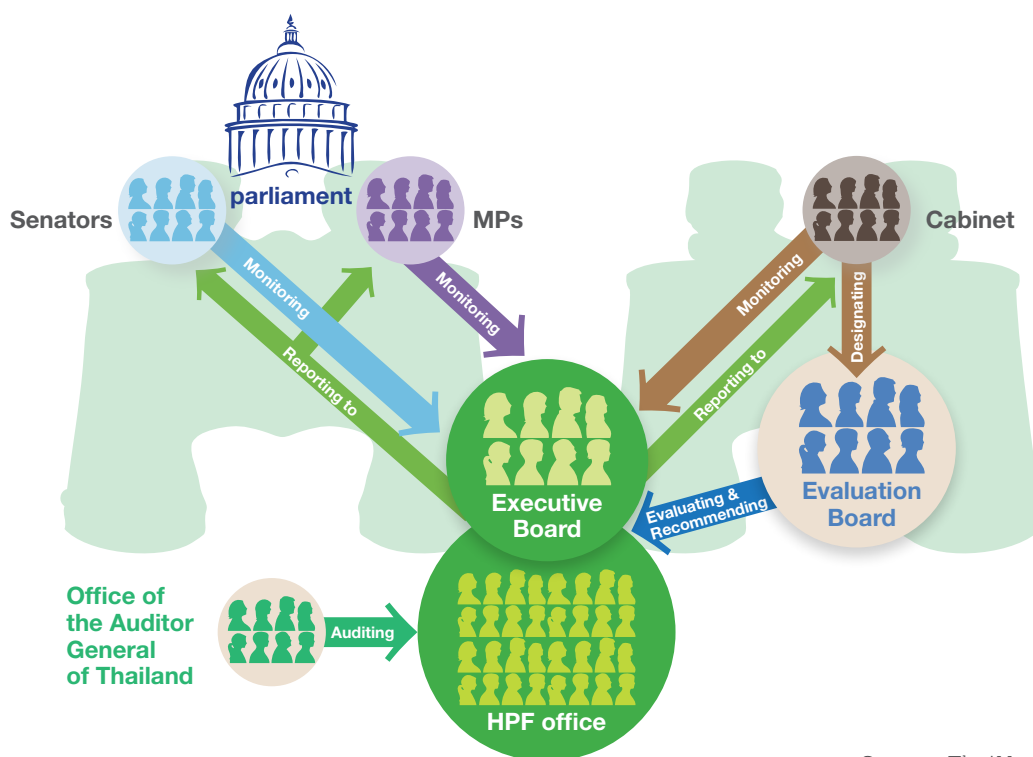 parliament
Senators
MPs
Cabinet
Monitoring
Monitoring
Monitoring
Designating
Reporting to
Reporting to
Executive
Board
Evaluation
Board
Evaluating &
Recommending
Office of
the Auditor
General
of Thailand
Auditing
HPF office